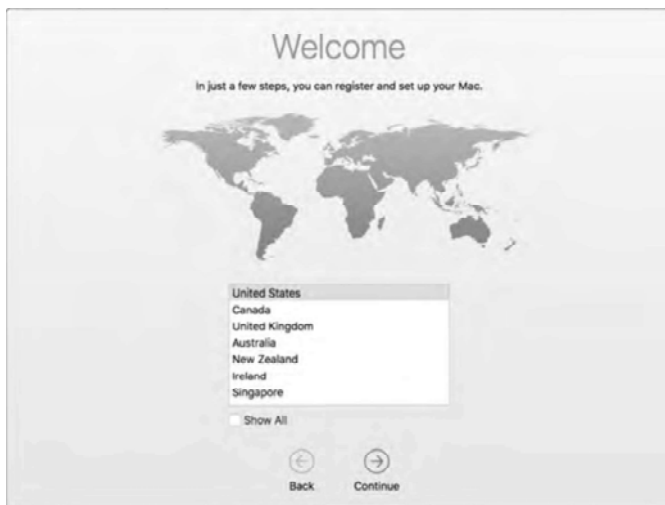 Welcome
In just a few steps, you can register and set up your Mac.
United States
Canada
United Kingdom
Australia
New Zealand
Ireland
Singapore
Show All
Back
Continue